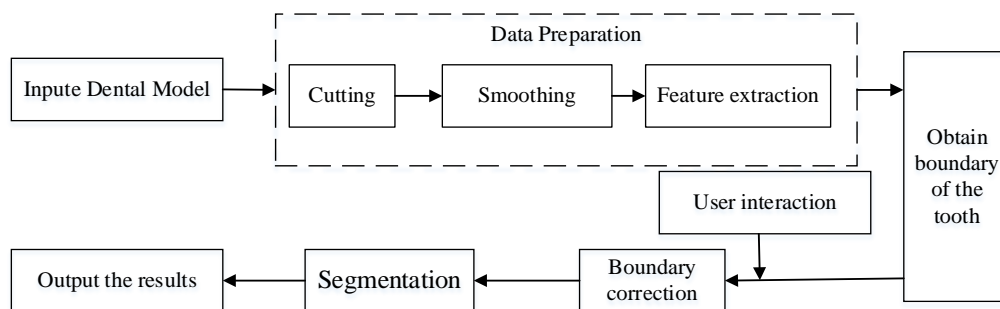 Data Preparation
Inpute Dental Model
Cutting
Smoothing
Feature extraction
Obtain
boundary
of the
tooth
User interaction
Boundary
correction
Segmentation
Output the results